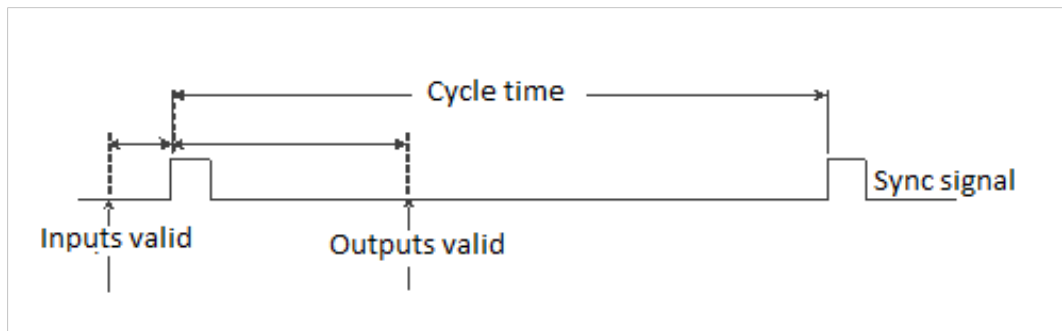 Cycle time
Sync signal
Inputs valid
Outputs valid